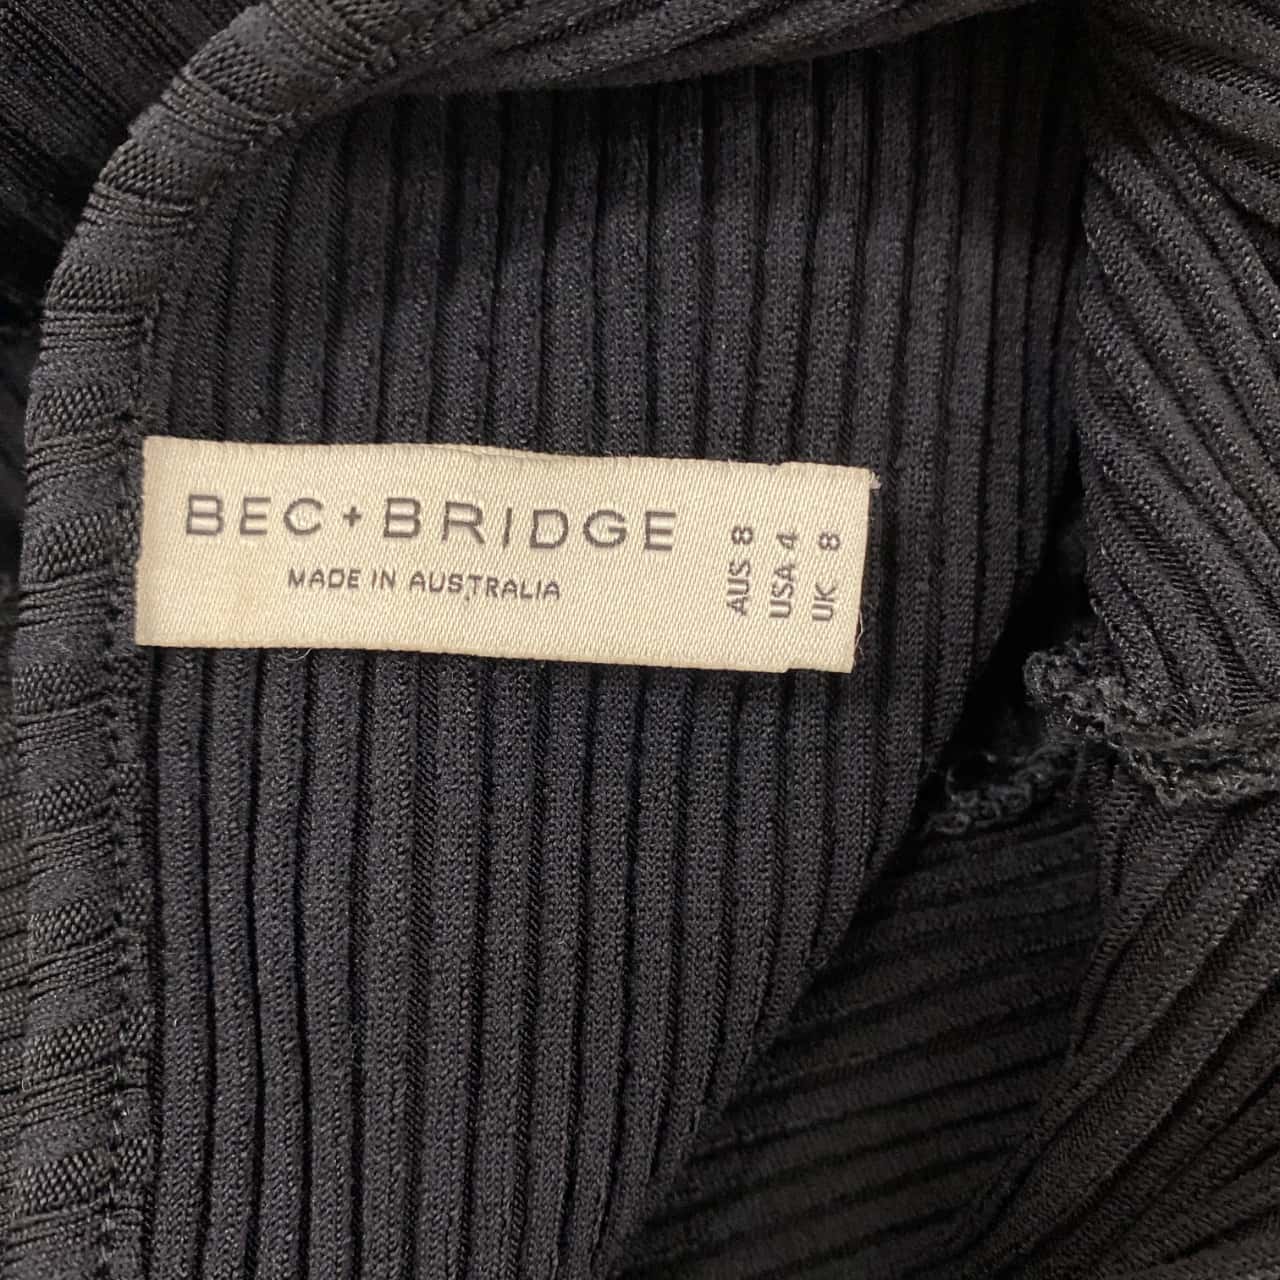 BEC + BRIDGE
MADE IN AUSTRALIA
AUS 8
USA 4
UK 8